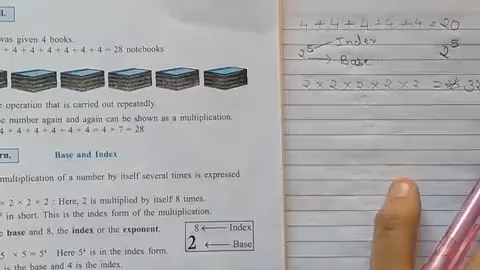 was given 4 books.
+ 4 + 4 + 4 + 4 + 4 + 4 = 28 notebooks
operation that is carried out repeatedly.
number again and again can be shown as a multiplication.
4 + 4 + 4 + 4 + 4 + 4 = 4 × 7 = 28
Base and Index
multiplication of a number by itself several times is expressed
× 2 × 2 × 2 : Here, 2 is multiplied by itself 8 times.
in short. This is the index form of the multiplication.
base and 8, the index or the exponent.
8 ← Index
2 ← Base
5 × 5 = 5⁴ Here 5⁴ is in the index form.
is the base and 4 is the index.
4 + 4 + 4 + 4 + 4 = 20
2⁵ Index
→ Base
2⁵
2 × 2 × 2 × 2 × 2 = 32